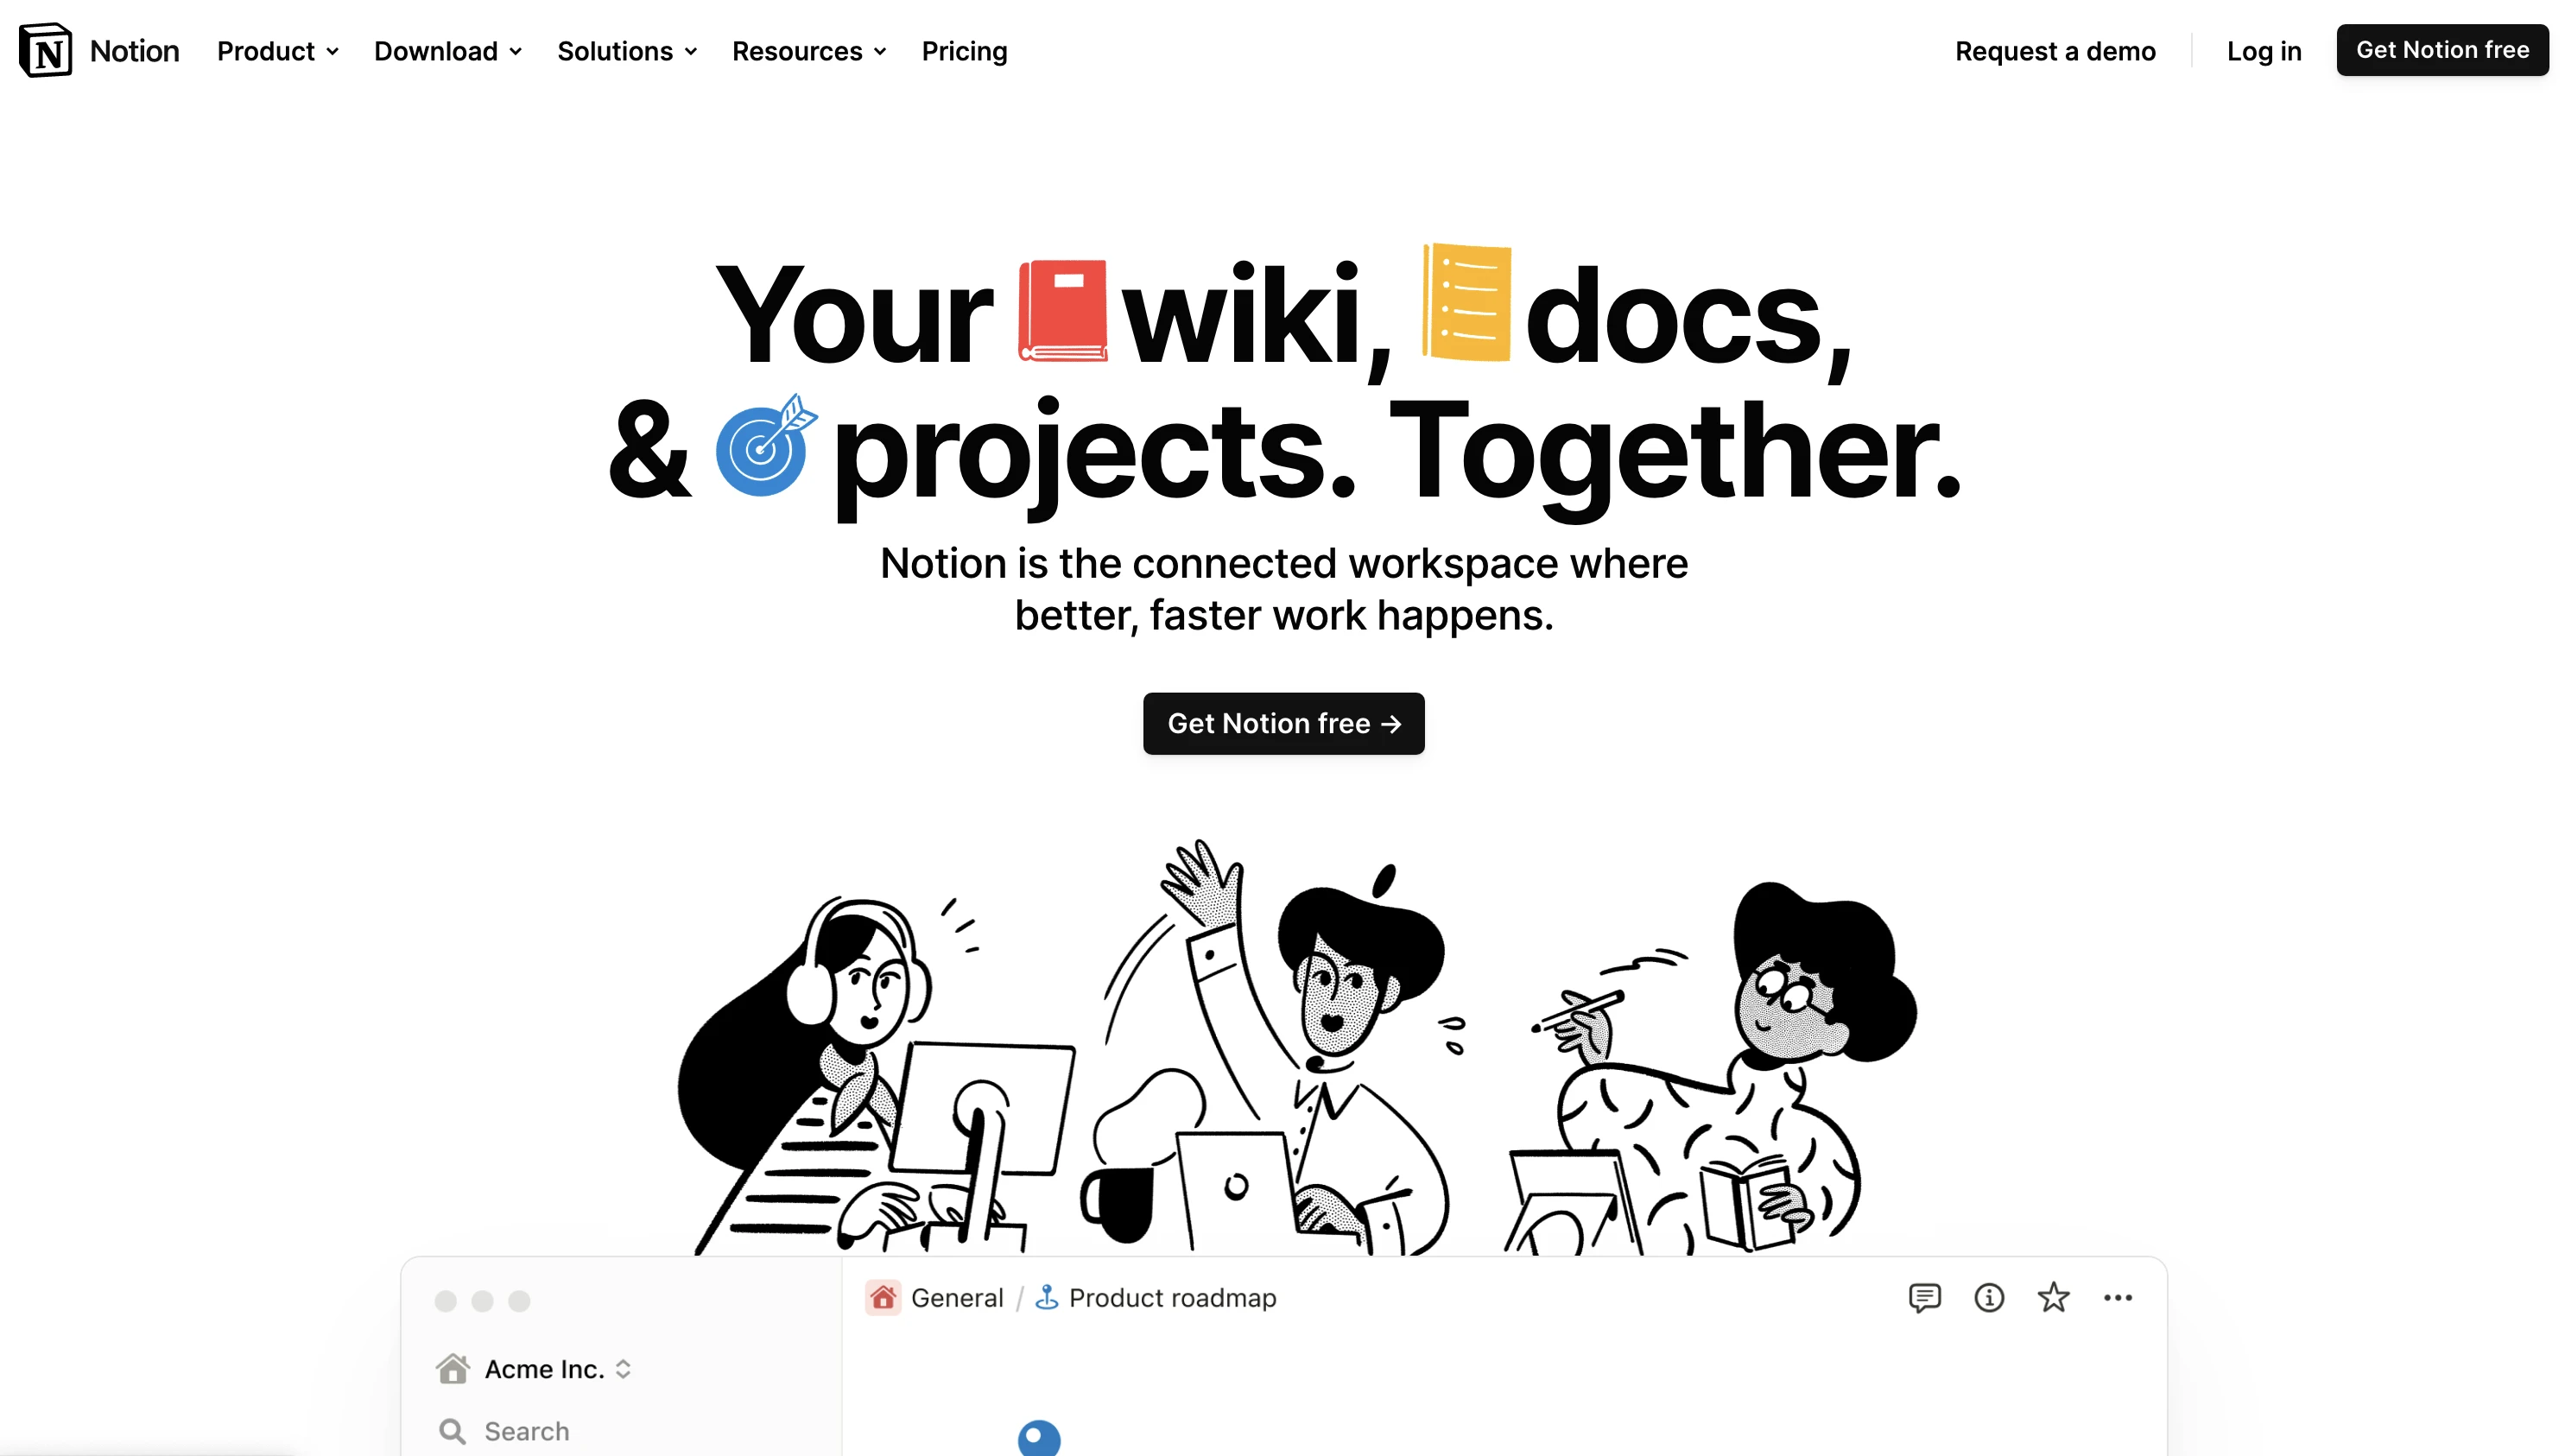 Notion Product Download Solutions Resources Pricing Request a demo Log in Get Notion free
Your wiki, docs,
& projects. Together.
Notion is the connected workspace where
better, faster work happens.
Get Notion free →
General / Product roadmap
Acme Inc.
Search